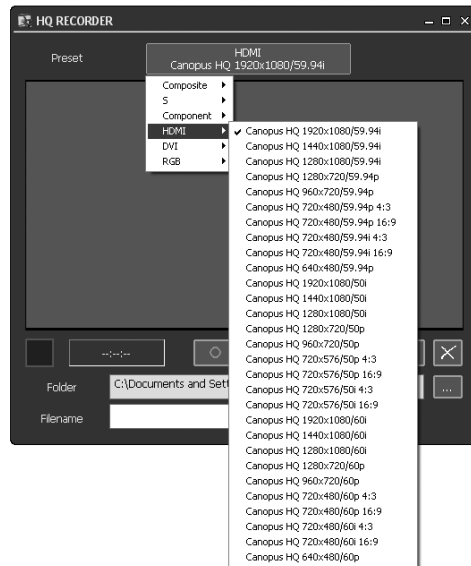 HQ RECORDER
Preset
HDMI
Canopus HQ 1920x1080/59.94i
Composite
S
Component
HDMI
DVI
RGB
Canopus HQ 1920x1080/59.94i
Canopus HQ 1440x1080/59.94i
Canopus HQ 1280x1080/59.94i
Canopus HQ 1280x720/59.94p
Canopus HQ 960x720/59.94p
Canopus HQ 720x480/59.94p 4:3
Canopus HQ 720x480/59.94p 16:9
Canopus HQ 720x480/59.94i 4:3
Canopus HQ 720x480/59.94i 16:9
Canopus HQ 640x480/59.94p
Canopus HQ 1920x1080/50i
Canopus HQ 1440x1080/50i
Canopus HQ 1280x1080/50i
Canopus HQ 1280x720/50p
Canopus HQ 960x720/50p
Canopus HQ 720x576/50p 4:3
Canopus HQ 720x576/50p 16:9
Canopus HQ 720x576/50i 4:3
Canopus HQ 720x576/50i 16:9
Canopus HQ 1920x1080/60i
Canopus HQ 1440x1080/60i
Canopus HQ 1280x1080/60i
Canopus HQ 1280x720/60p
Canopus HQ 960x720/60p
Canopus HQ 720x480/60p 4:3
Canopus HQ 720x480/60p 16:9
Canopus HQ 720x480/60i 4:3
Canopus HQ 720x480/60i 16:9
Canopus HQ 640x480/60p
--:--:--
Folder
C:\Documents and Sett
...
Filename